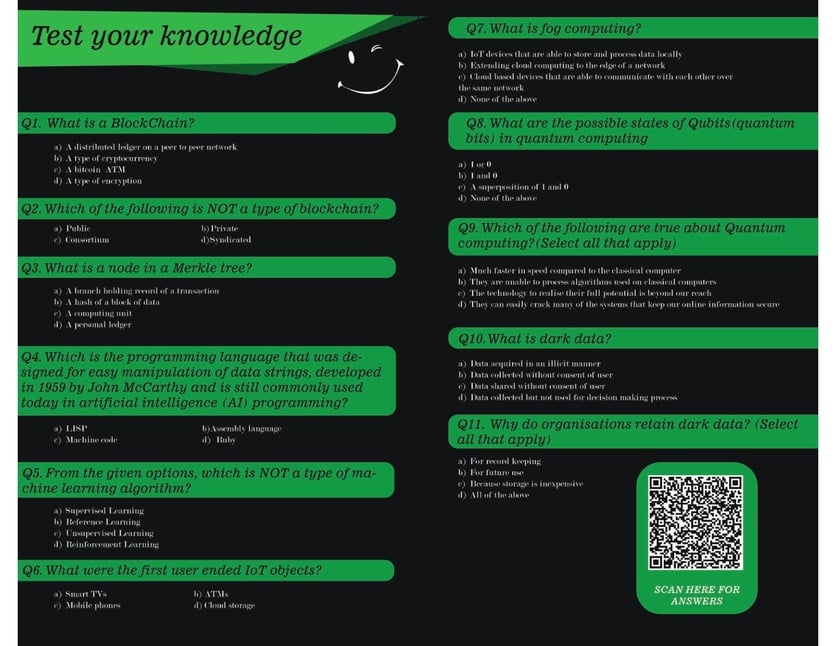 Test your knowledge
Q1. What is a BlockChain?
a) A distributed ledger on a peer to peer network
b) A type of cryptocurrency
c) A bitcoin ATM
d) A type of encryption
Q2. Which of the following is NOT a type of blockchain?
a) Public
b) Private
c) Consortium
d)Syndicated
Q3. What is a node in a Merkle tree?
a) A branch holding record of a transaction
b) A hash of a block of data
c) A computing unit
d) A personal ledger
Q4. Which is the programming language that was de-
signed for easy manipulation of data strings, developed
in 1959 by John McCarthy and is still commonly used
today in artificial intelligence (AI) programming?
a) LISP
b)Assembly language
c) Machine code
d) Ruby
Q5. From the given options, which is NOT a type of ma-
chine learning algorithm?
a) Supervised Learning
b) Reference Learning
c) Unsupervised Learning
d) Reinforcement Learning
Q6. What were the first user ended IoT objects?
a) Smart TVs
b) ATMs
c) Mobile phones
d) Cloud storage
Q7. What is fog computing?
a) IoT devices that are able to store and process data locally
b) Extending cloud computing to the edge of a network
c) Cloud based devices that are able to communicate with each other over
the same network
d) None of the above
Q8. What are the possible states of Qubits(quantum
bits) in quantum computing
a) 1 or 0
b) 1 and 0
c) A superposition of 1 and 0
d) None of the above
Q9. Which of the following are true about Quantum
computing?(Select all that apply)
a) Much faster in speed compared to the classical computer
b) They are unable to process algorithms used on classical computers
c) The technology to realise their full potential is beyond our reach
d) They can easily crack many of the systems that keep our online information secure
Q10. What is dark data?
a) Data acquired in an illicit manner
b) Data collected without consent of user
c) Data shared without consent of user
d) Data collected but not used for decision making process
Q11. Why do organisations retain dark data? (Select
all that apply)
a) For record keeping
b) For future use
c) Because storage is inexpensive
d) All of the above
SCAN HERE FOR
ANSWERS